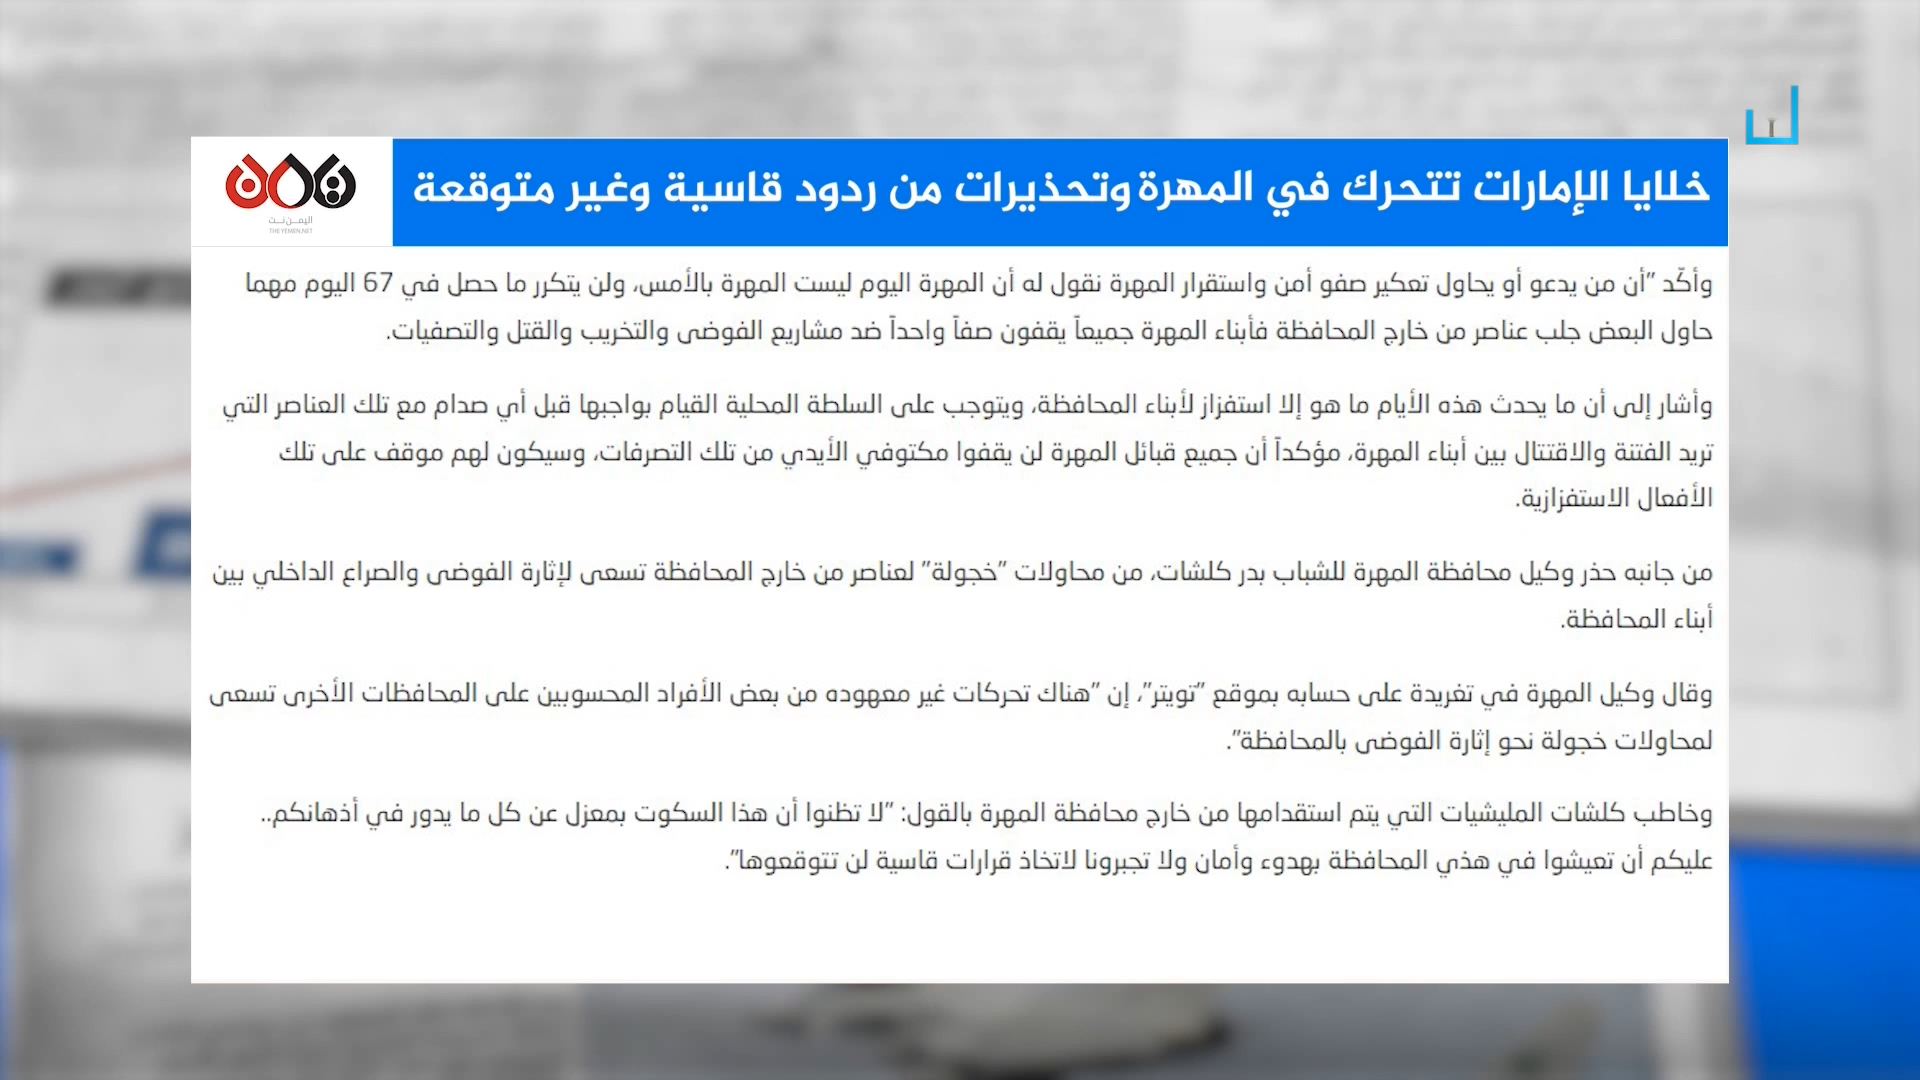 خلايا الإمارات تتحرك في المهرة وتحذيرات من ردود قاسية وغير متوقعة
اليمن نت
THE YEMEN.NET
وأكّد "أن من يدعو أو يحاول تعكير صفو أمن واستقرار المهرة نقول له أن المهرة اليوم ليست المهرة بالأمس، ولن يتكرر ما حصل في 67 اليوم مهما
حاول البعض جلب عناصر من خارج المحافظة فأبناء المهرة جميعاً يقفون صفاً واحداً ضد مشاريع الفوضى والتخريب والقتل والتصفيات.
وأشار إلى أن ما يحدث هذه الأيام ما هو إلا استفزاز لأبناء المحافظة، ويتوجب على السلطة المحلية القيام بواجبها قبل أي صدام مع تلك العناصر التي
تريد الفتنة والاقتتال بين أبناء المهرة، مؤكداً أن جميع قبائل المهرة لن يقفوا مكتوفي الأيدي من تلك التصرفات، وسيكون لهم موقف على تلك
الأفعال الاستفزازية.
من جانبه حذر وكيل محافظة المهرة للشباب بدر كلشات، من محاولات "خجولة" لعناصر من خارج المحافظة تسعى لإثارة الفوضى والصراع الداخلي بين
أبناء المحافظة.
وقال وكيل المهرة في تغريدة على حسابه بموقع "تويتر"، إن "هناك تحركات غير معهوده من بعض الأفراد المحسوبين على المحافظات الأخرى تسعى
لمحاولات خجولة نحو إثارة الفوضى بالمحافظة".
وخاطب كلشات المليشيات التي يتم استقدامها من خارج محافظة المهرة بالقول: "لا تظنوا أن هذا السكوت بمعزل عن كل ما يدور في أذهانكم..
عليكم أن تعيشوا في هذي المحافظة بهدوء وأمان ولا تجبرونا لاتخاذ قرارات قاسية لن تتوقعوها".